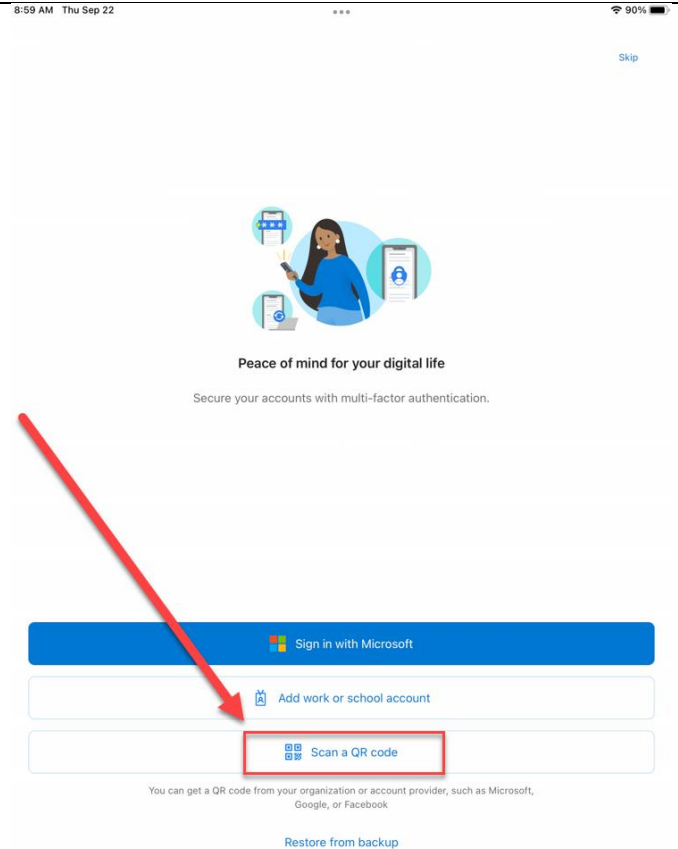 8:59 AM Thu Sep 22
90%
Skip
Peace of mind for your digital life
Secure your accounts with multi-factor authentication.
Sign in with Microsoft
Add work or school account
Scan a QR code
You can get a QR code from your organization or account provider, such as Microsoft,
Google, or Facebook
Restore from backup